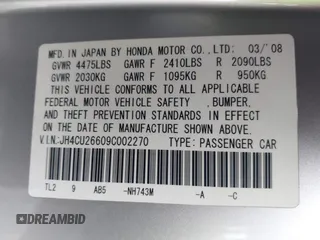 MFD. IN JAPAN BY HONDA MOTOR CO.,LTD: 03/'08
GVWR 4475LBS GAWR F 2410LBS R 2090LBS
GVWR 2030KG GAWR F 1095KG R 950KG
THIS VEHICLE CONFORMS TO ALL APPLICABLE
FEDERAL MOTOR VEHICLE SAFETY ,BUMPER,
AND THEFT PREVENTION STANDARDS IN EFFECT
ON THE DATE OF MANUFACTURE SHOWN ABOVE.
V.I.N:JH4CU26609C002270 TYPE: PASSENGER CAR
TL2 9 AB5 -NH743M -A -C
DREAMBID